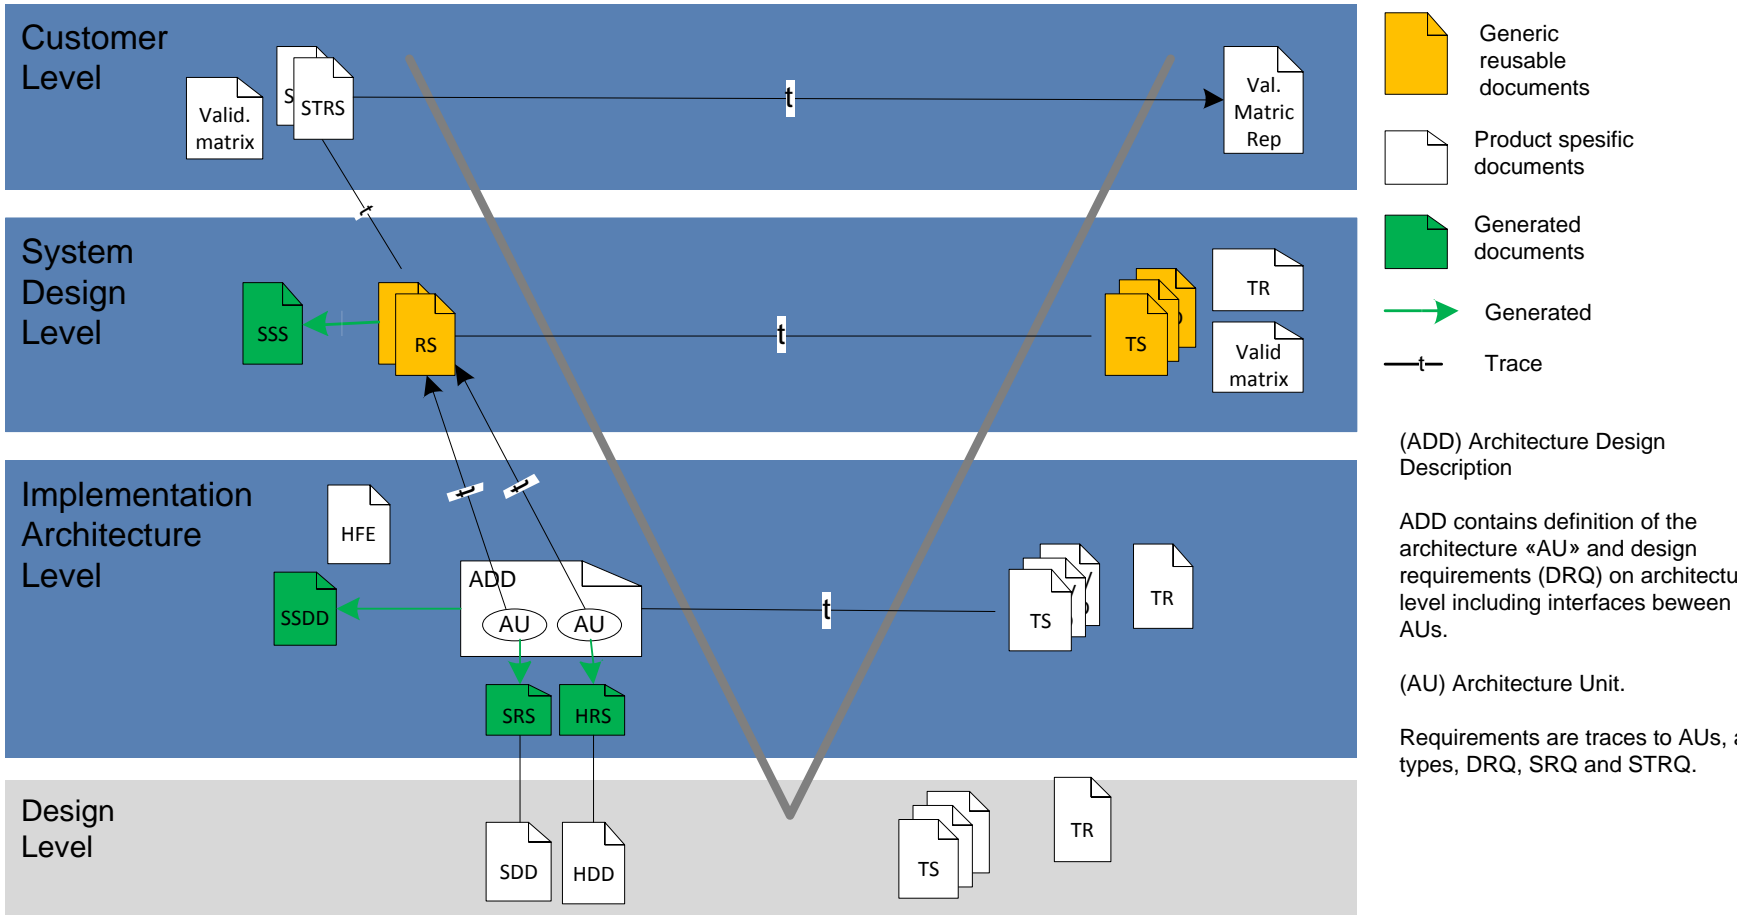 Customer
Level
Valid.
matrix
S
STRS
t
Val.
Matric
Rep
t
System
Design
Level
SSS
RS
t
TS
TR
Valid
matrix
t
t
Implementation
Architecture
Level
HFE
SSDD
ADD
AU
AU
t
TS
TR
SRS
HRS
Design
Level
SDD
HDD
TS
TR
Generic
reusable
documents
Product spesific
documents
Generated
documents
Generated
t
Trace
(ADD) Architecture Design
Description
ADD contains definition of the
architecture «AU» and design
requirements (DRQ) on architectu
level including interfaces beween
AUs.
(AU) Architecture Unit.
Requirements are traces to AUs, a
types, DRQ, SRQ and STRQ.